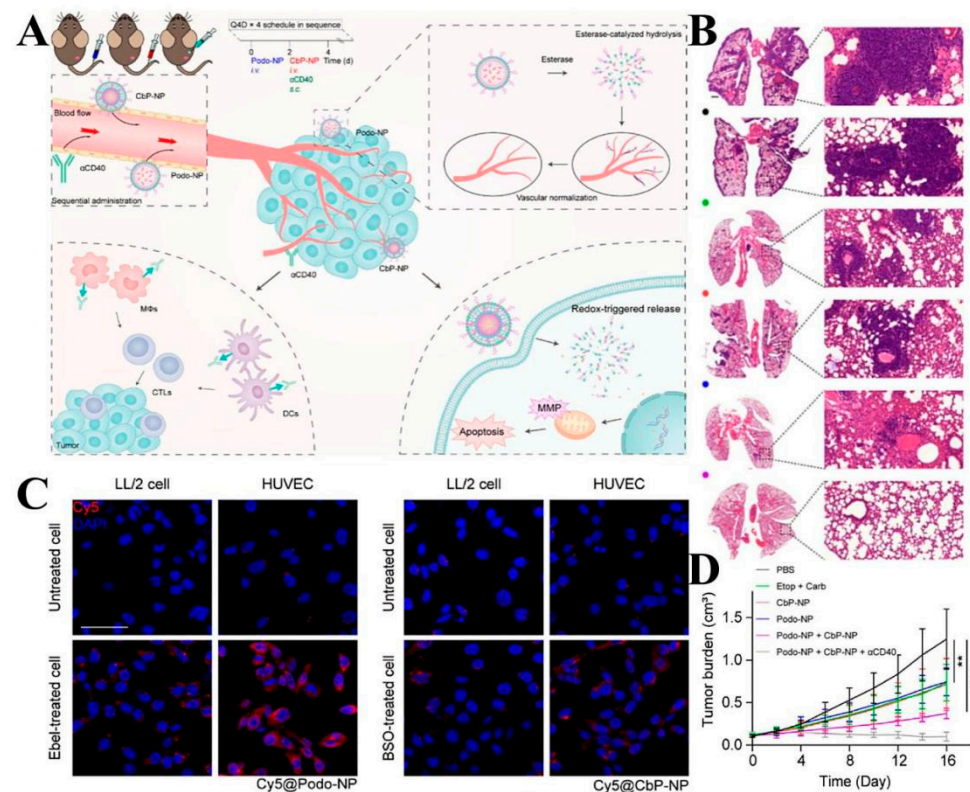 A
Q4D × 4 schedule in sequence
0 2 4 Time (d)
Podo-NP
i.v.
CbP-NP
i.v.
αCD40
s.c.
CbP-NP
Blood flow
αCD40
Podo-NP
Sequential administration
Podo-NP
Esterase-catalyzed hydrolysis
Esterase
Vascular normalization
αCD40
CbP-NP
MΦs
CTLs
DCs
Tumor
Redox-triggered release
MMP
Apoptosis
B
C
LL/2 cell HUVEC LL/2 cell HUVEC
Cy5
DAPI
Untreated cell
Untreated cell
Ebel-treated cell
BSO-treated cell
Cy5@Podo-NP
Cy5@CbP-NP
D
PBS
Etop + Carb
CbP-NP
Podo-NP
Podo-NP + CbP-NP
Podo-NP + CbP-NP + αCD40
Tumor burden (cm³)
1.5
1.0
0.5
0.0
**
0 4 8 12 16
Time (Day)